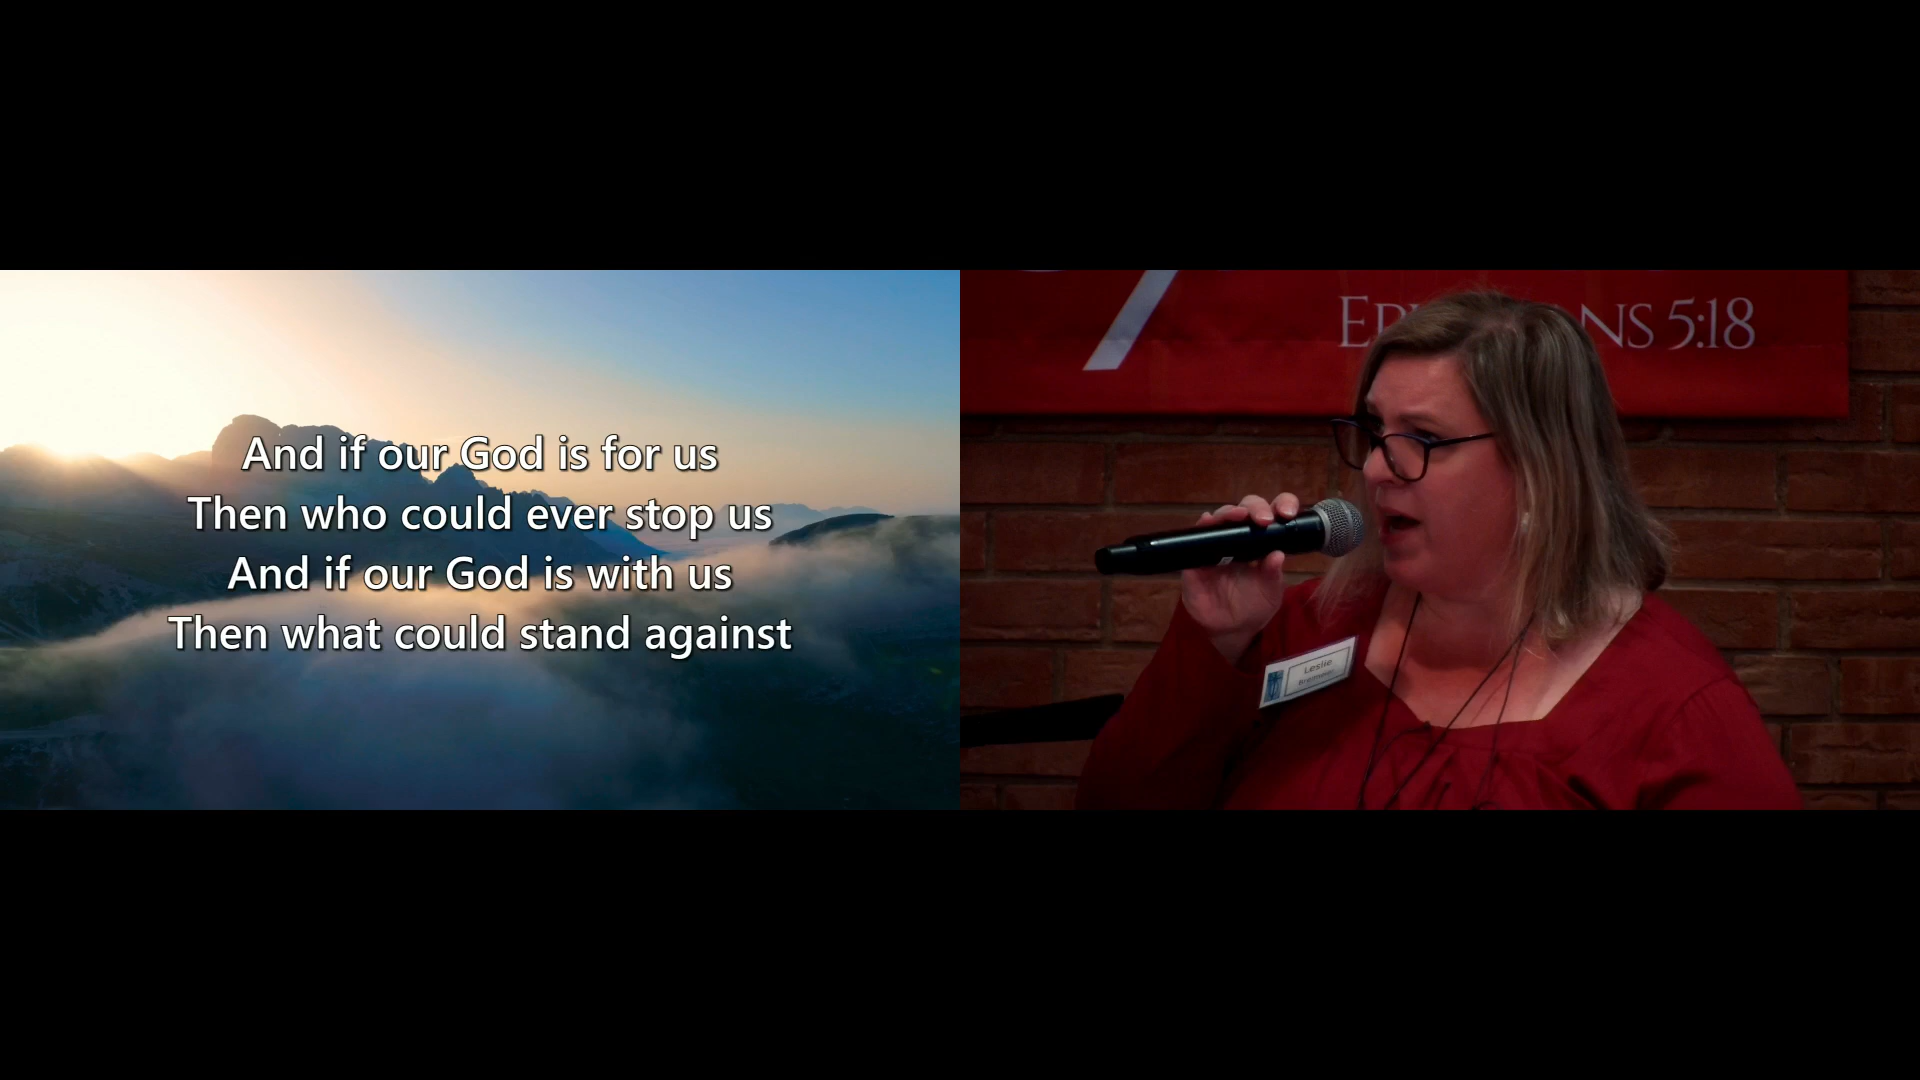 And if our God is for us
Then who could ever stop us
And if our God is with us
Then what could stand against
5:18
Leslie